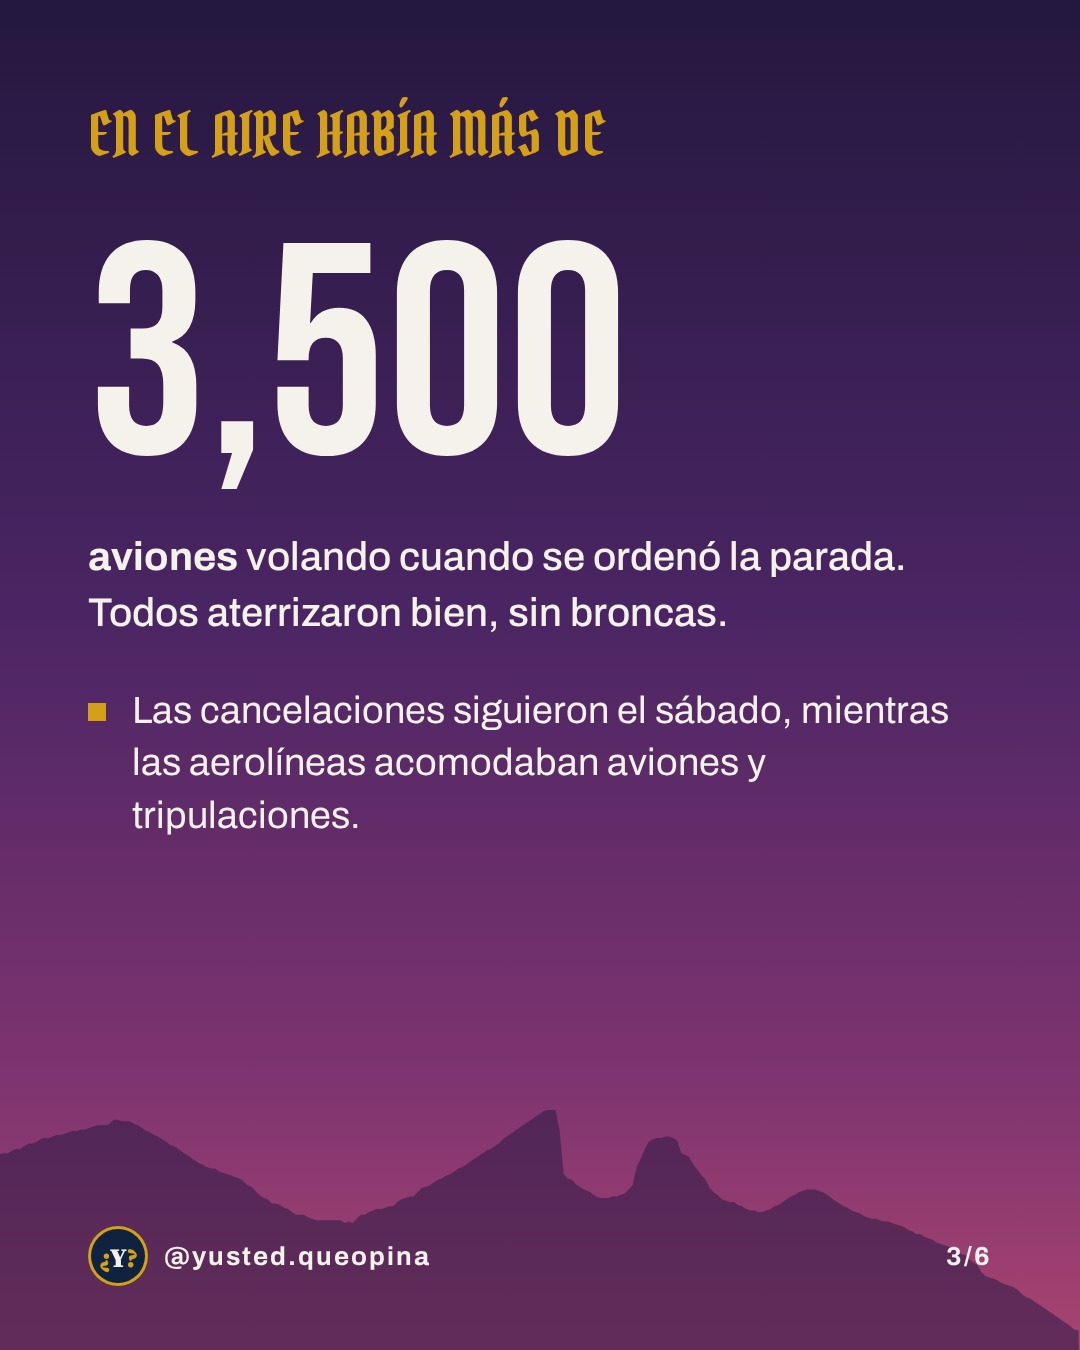 EN EL AIRE HABÍA MÁS DE
3,500
aviones volando cuando se ordenó la parada.
Todos aterrizaron bien, sin broncas.
Las cancelaciones siguieron el sábado, mientras
las aerolíneas acomodaban aviones y
tripulaciones.
¿Y?
@yusted.queopina
3/6